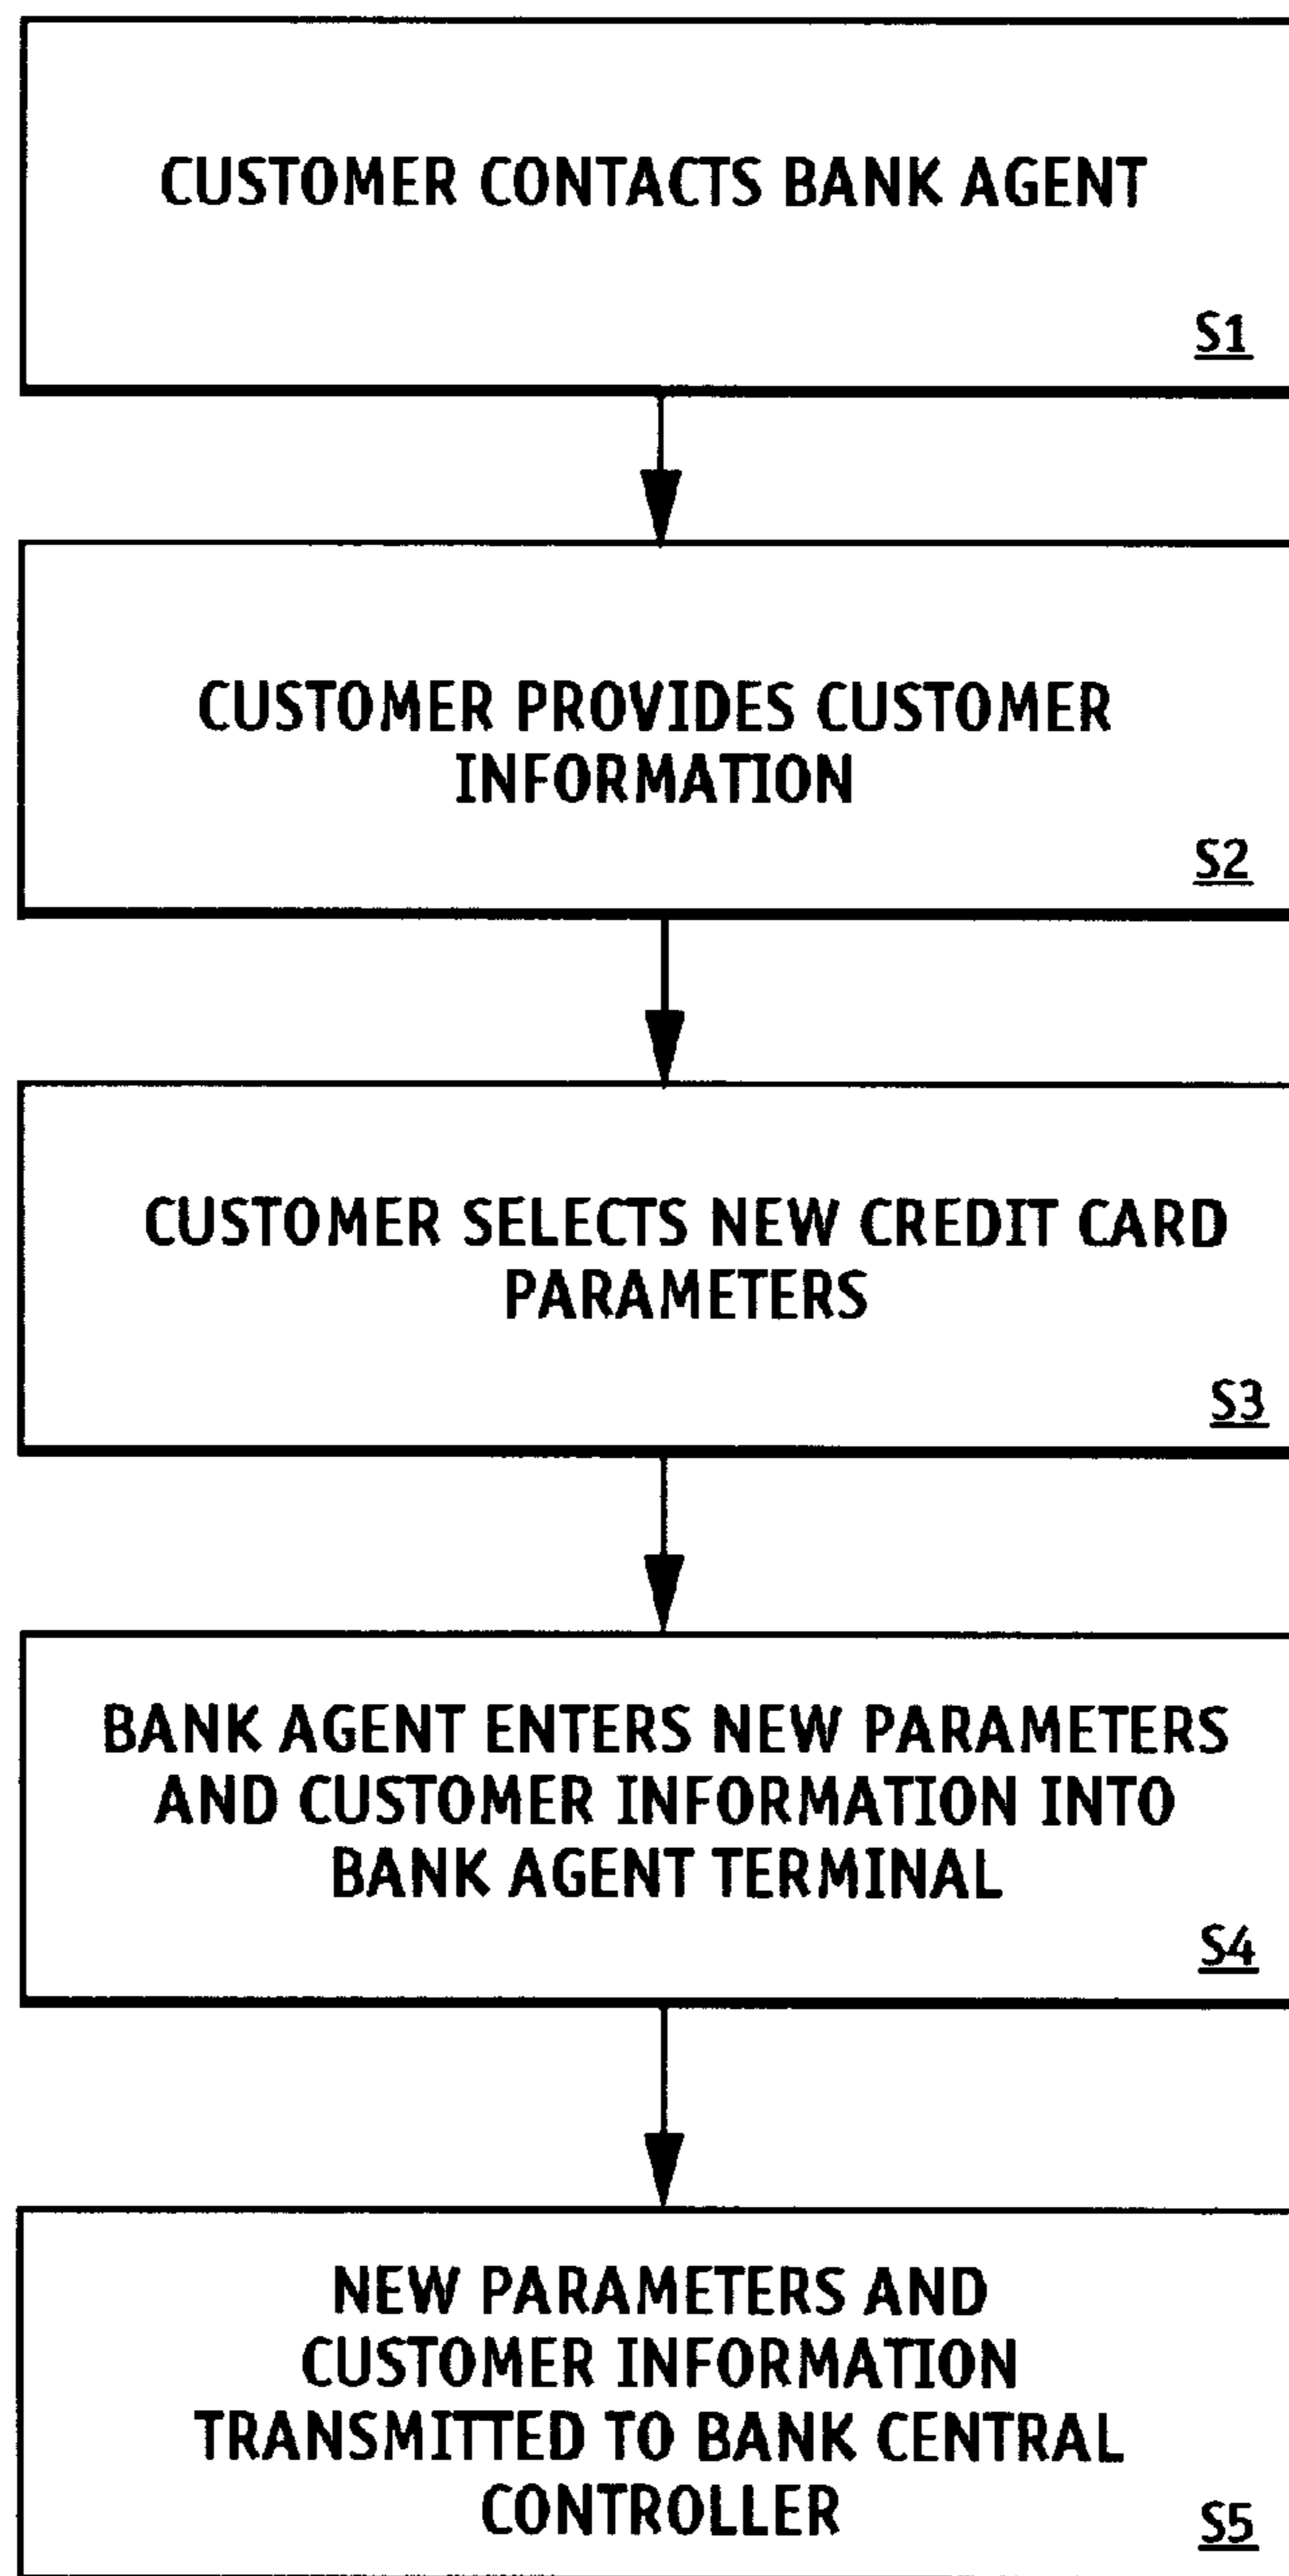 CUSTOMER CONTACTS BANK AGENT
S1
CUSTOMER PROVIDES CUSTOMER
INFORMATION
S2
CUSTOMER SELECTS NEW CREDIT CARD
PARAMETERS
S3
BANK AGENT ENTERS NEW PARAMETERS
AND CUSTOMER INFORMATION INTO
BANK AGENT TERMINAL
S4
NEW PARAMETERS AND
CUSTOMER INFORMATION
TRANSMITTED TO BANK CENTRAL
CONTROLLER
S5